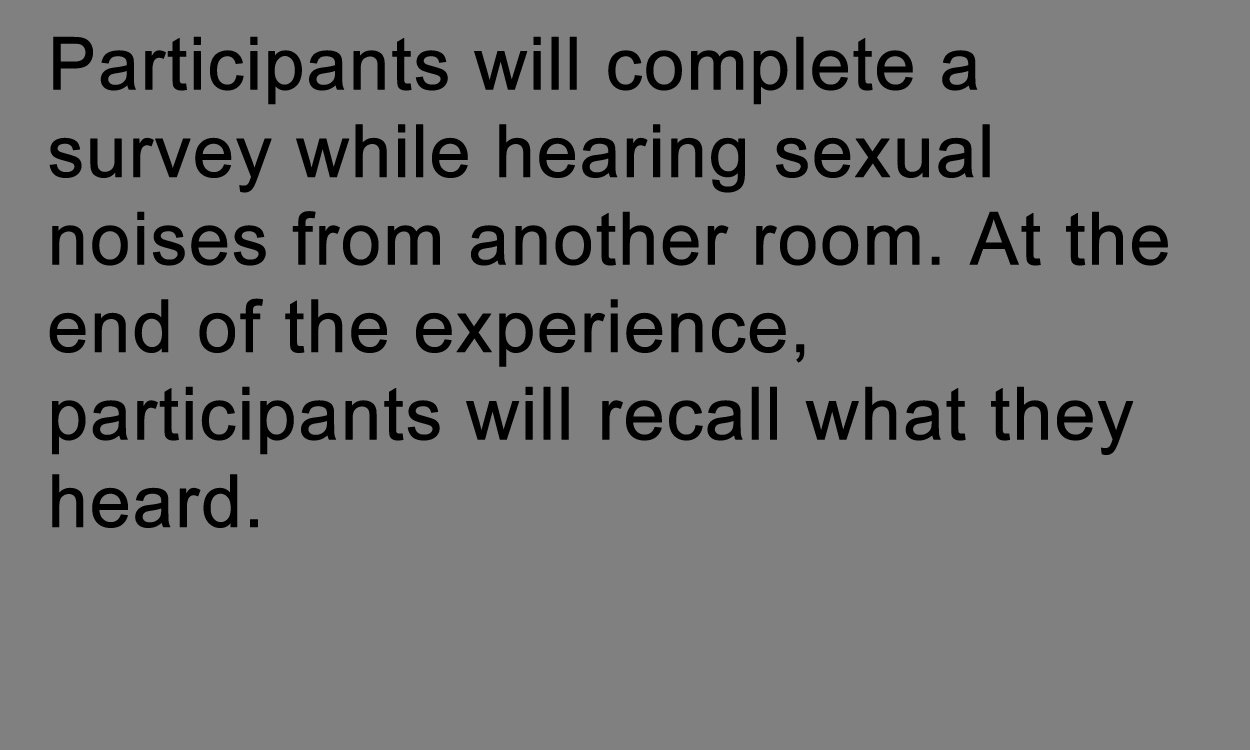 Participants will complete a
survey while hearing sexual
noises from another room. At the
end of the experience,
participants will recall what they
heard.